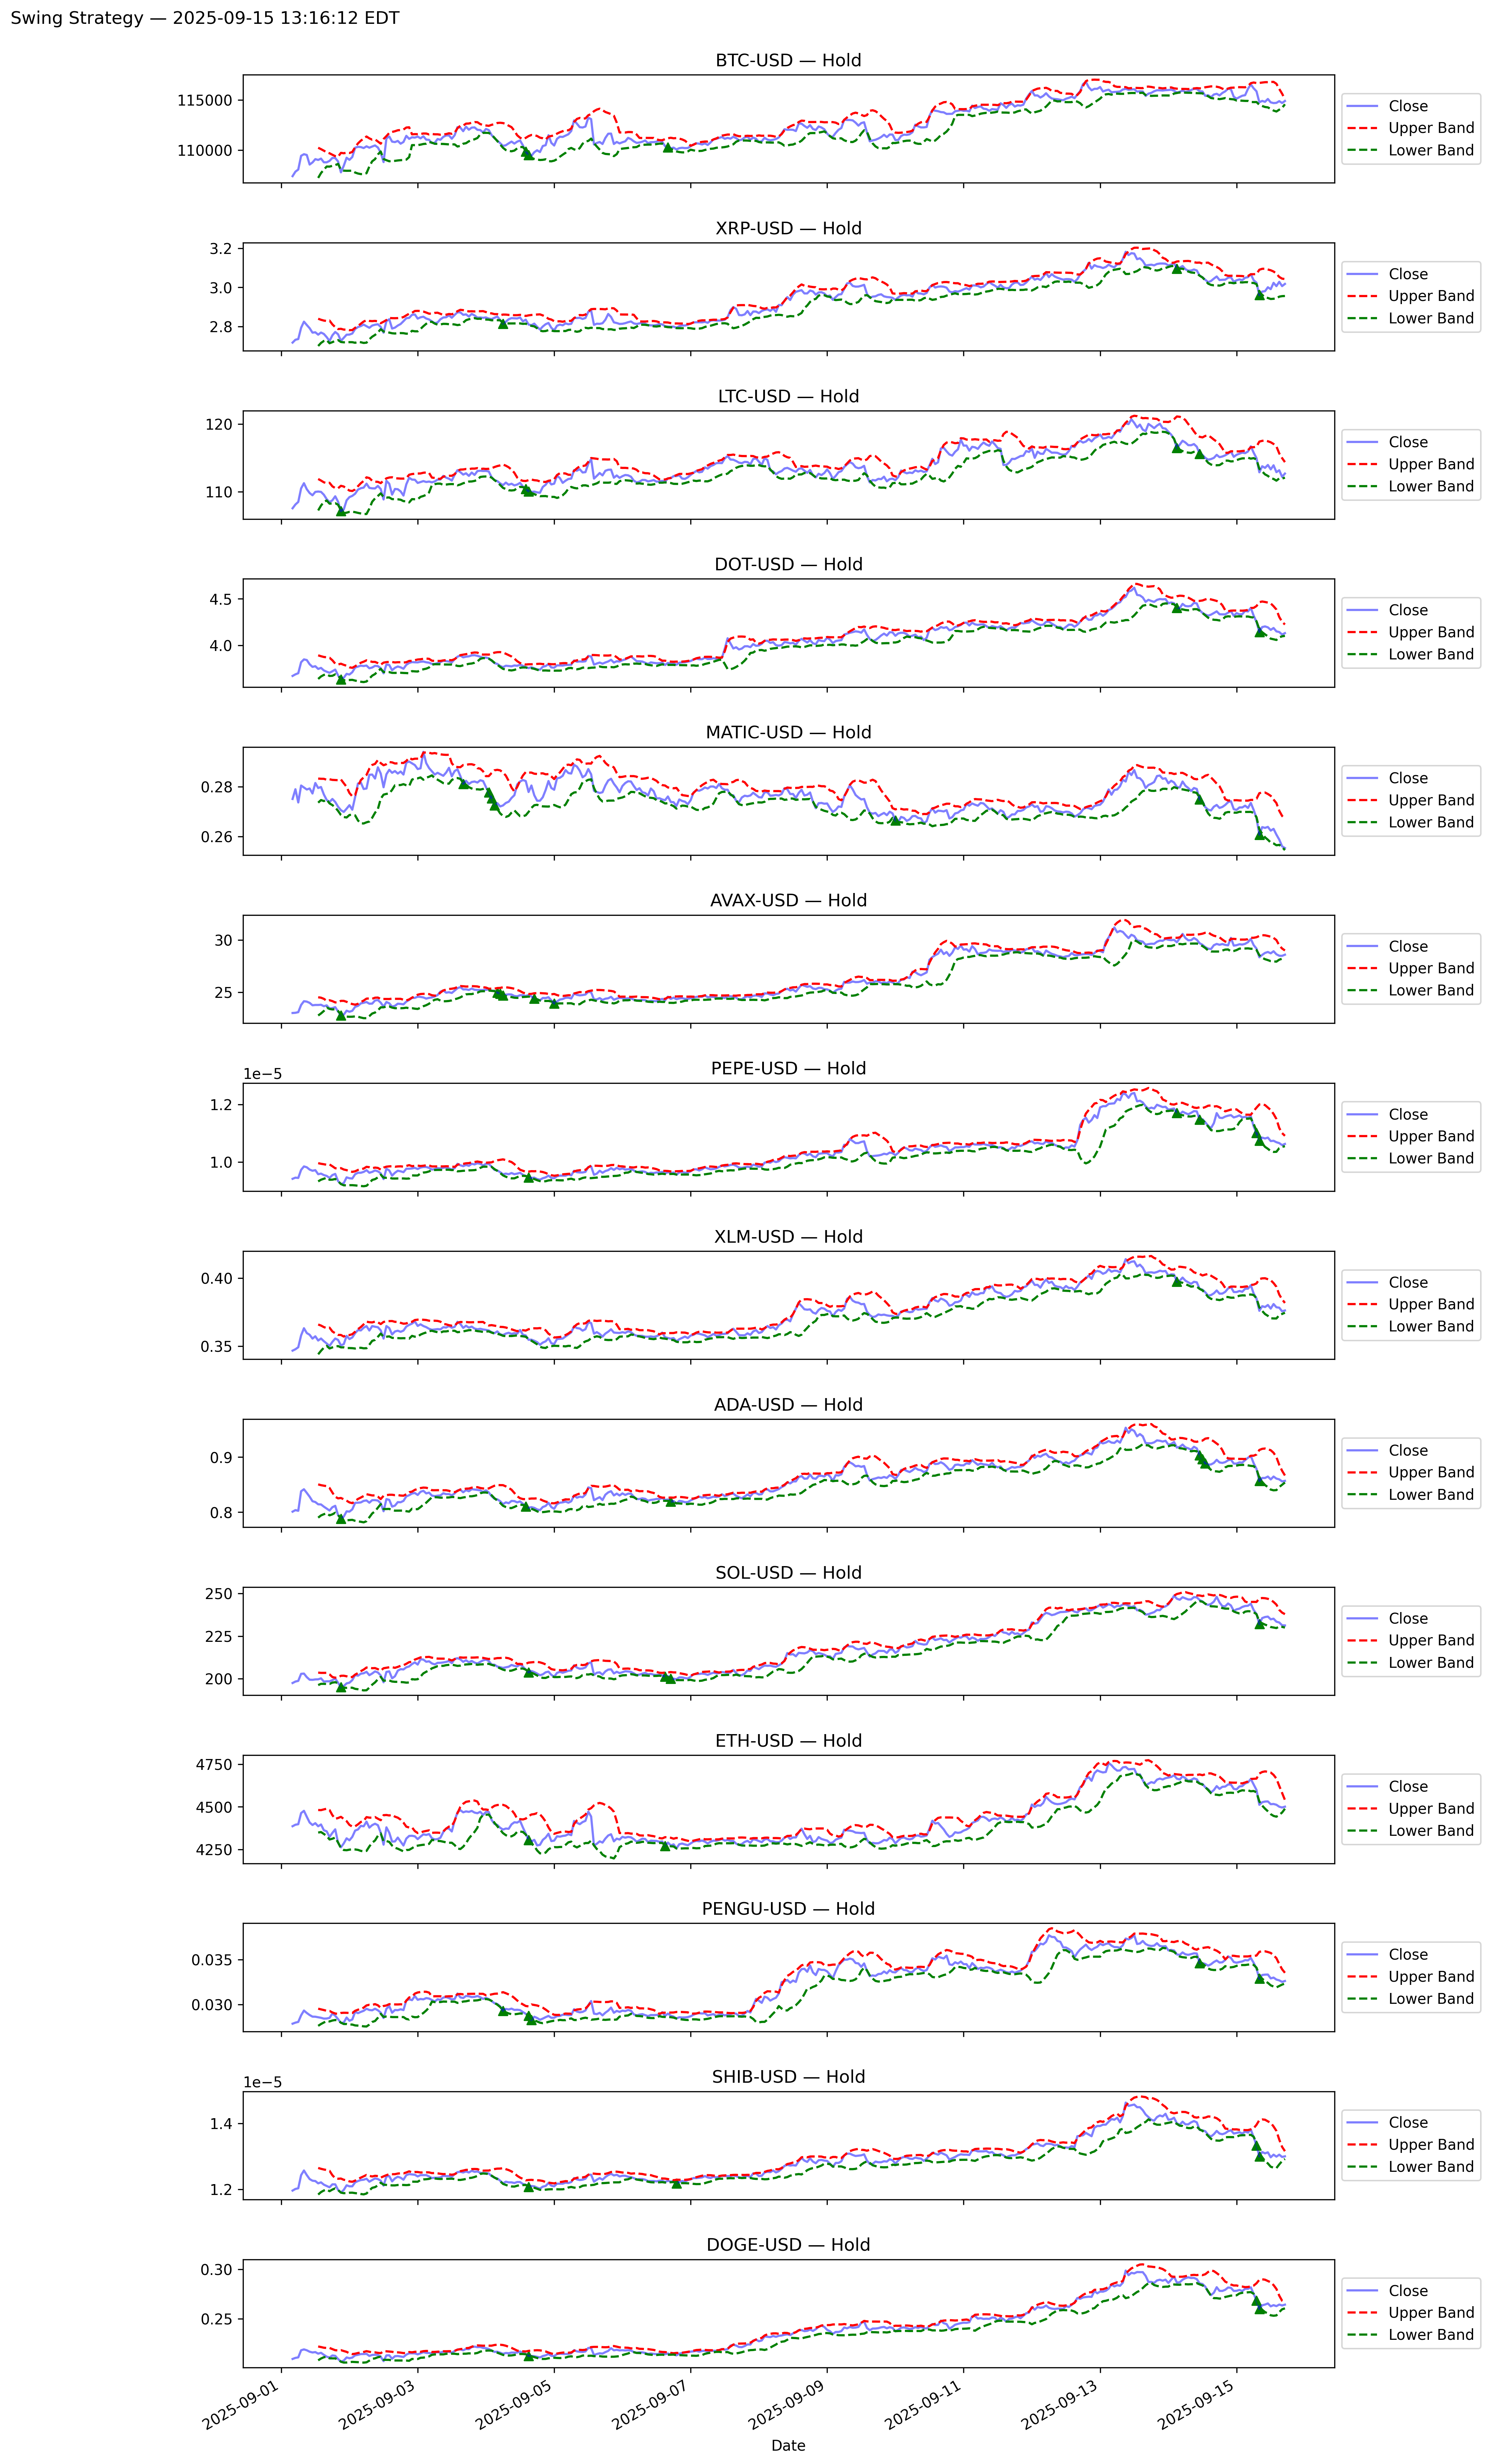 Swing Strategy — 2025-09-15 13:16:12 EDT
BTC-USD — Hold
115000
110000
Close
Upper Band
Lower Band
XRP-USD — Hold
3.2
3.0
2.8
Close
Upper Band
Lower Band
LTC-USD — Hold
120
110
Close
Upper Band
Lower Band
DOT-USD — Hold
4.5
4.0
Close
Upper Band
Lower Band
MATIC-USD — Hold
0.28
0.26
Close
Upper Band
Lower Band
AVAX-USD — Hold
30
25
Close
Upper Band
Lower Band
PEPE-USD — Hold
1e−5
1.2
1.0
Close
Upper Band
Lower Band
XLM-USD — Hold
0.40
0.35
Close
Upper Band
Lower Band
ADA-USD — Hold
0.9
0.8
Close
Upper Band
Lower Band
SOL-USD — Hold
250
225
200
Close
Upper Band
Lower Band
ETH-USD — Hold
4750
4500
4250
Close
Upper Band
Lower Band
PENGU-USD — Hold
0.035
0.030
Close
Upper Band
Lower Band
SHIB-USD — Hold
1e−5
1.4
1.2
Close
Upper Band
Lower Band
DOGE-USD — Hold
0.30
0.25
Close
Upper Band
Lower Band
2025-09-01
2025-09-03
2025-09-05
2025-09-07
2025-09-09
2025-09-11
2025-09-13
2025-09-15
Date